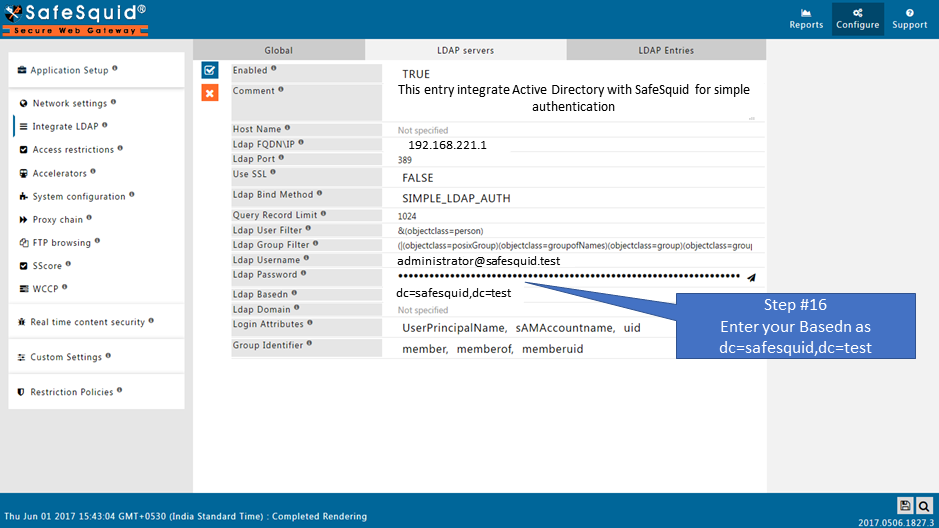 SafeSquid®
Secure Web Gateway
Reports
Configure
Support
Application Setup
Network settings
Integrate LDAP
Access restrictions
Accelerators
System configuration
Proxy chain
FTP browsing
SScore
WCCP
Real time content security
Custom Settings
Restriction Policies
Global
LDAP servers
LDAP Entries
Enabled
TRUE
Comment
This entry integrate Active Directory with SafeSquid for simple
authentication
Host Name
Not specified
Ldap FQDN\IP
192.168.221.1
Ldap Port
389
Use SSL
FALSE
Ldap Bind Method
SIMPLE_LDAP_AUTH
Query Record Limit
1024
Ldap User Filter
&(objectclass=person)
Ldap Group Filter
(|(objectclass=posixGroup)(objectclass=groupofNames)(objectclass=group)(objectclass=grou
Ldap Username
administrator@safesquid.test
Ldap Password
Ldap Basedn
dc=safesquid,dc=test
Ldap Domain
Not specified
Login Attributes
UserPrincipalName, sAMAccountname, uid
Group Identifier
member, memberof, memberuid
Step #16
Enter your Basedn as
dc=safesquid,dc=test
Thu Jun 01 2017 15:43:04 GMT+0530 (India Standard Time) : Completed Rendering
2017.0506.1827.3